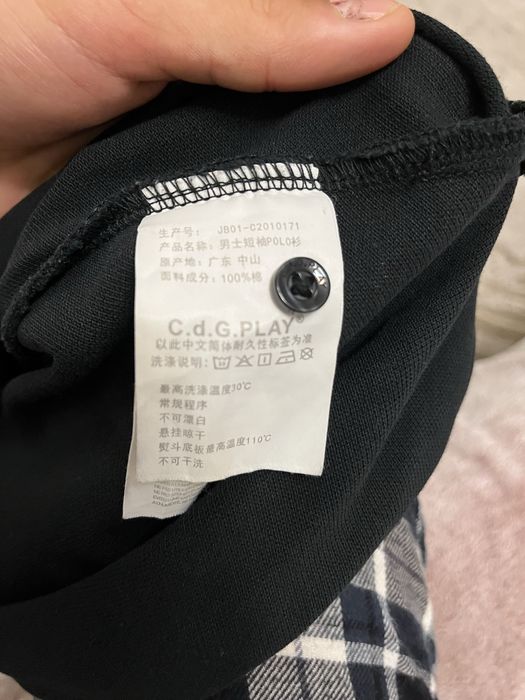 生产号: JB01-C2010171
产品名称: 男士短袖POLO衫
原产地: 广东 中山
面料成分: 100%棉
C.d.G.PLAY®
以此中文简体耐久性标签为准
洗涤说明:
最高洗涤温度30℃
常规程序
不可漂白
悬挂晾干
熨斗底板最高温度110℃
不可干洗